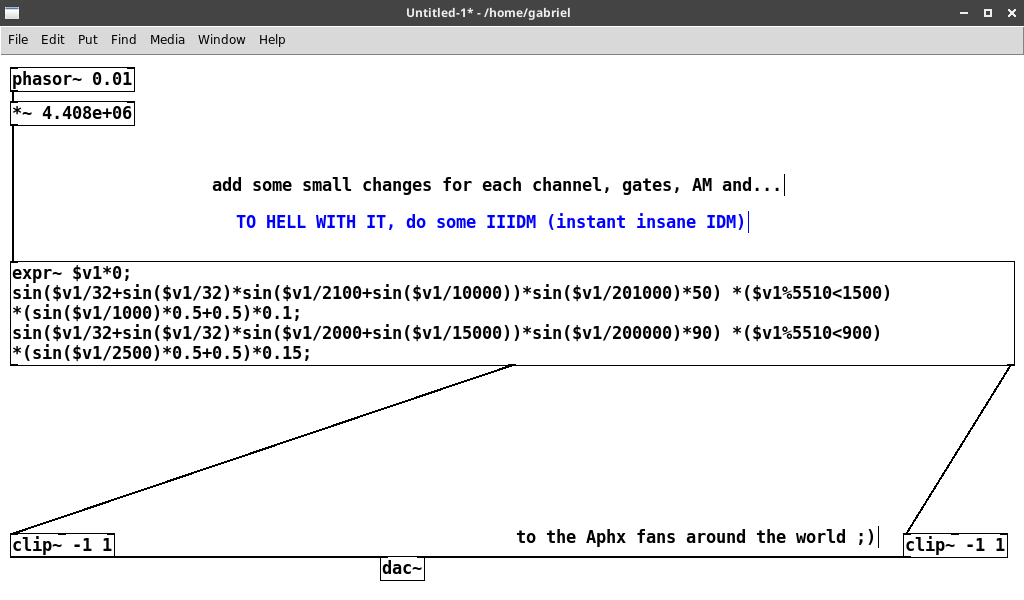 Untitled-1* - /home/gabriel
File Edit Put Find Media Window Help
phasor~ 0.01
*~ 4.408e+06
add some small changes for each channel, gates, AM and...
TO HELL WITH IT, do some IIIDM (instant insane IDM)
expr~ $v1*0;
sin($v1/32+sin($v1/32)*sin($v1/2100+sin($v1/10000))*sin($v1/201000)*50) *($v1%5510<1500)
*(sin($v1/1000)*0.5+0.5)*0.1;
sin($v1/32+sin($v1/32)*sin($v1/2000+sin($v1/15000))*sin($v1/200000)*90) *($v1%5510<900)
*(sin($v1/2500)*0.5+0.5)*0.15;
to the Aphx fans around the world ;)
clip~ -1 1
clip~ -1 1
dac~